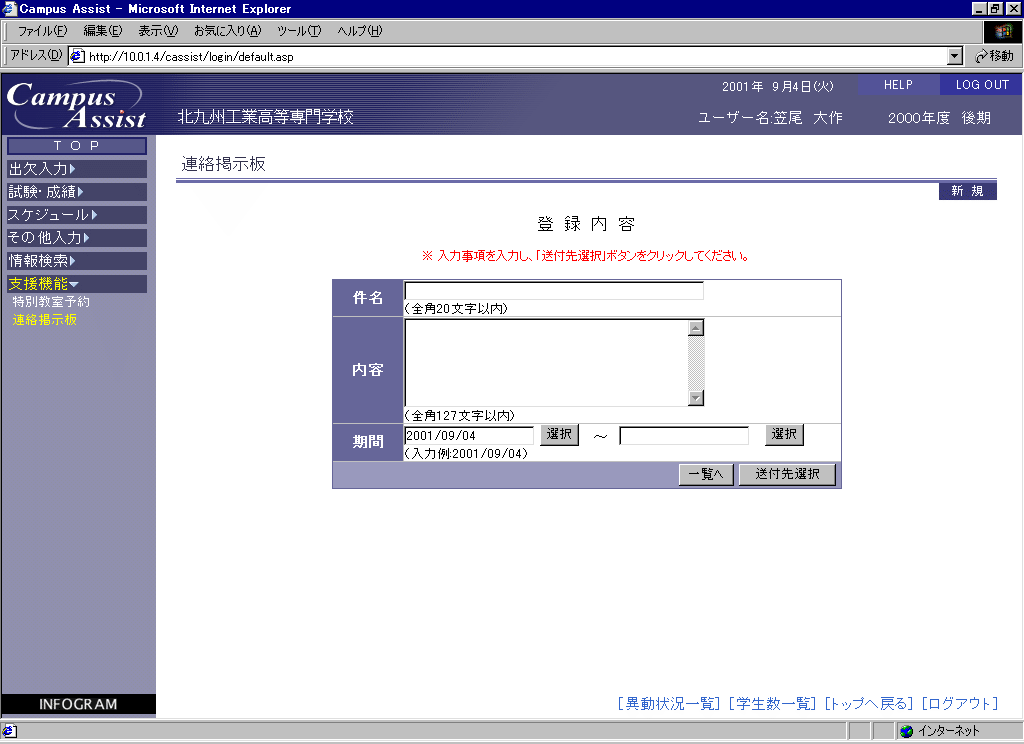 Campus Assist - Microsoft Internet Explorer
ファイル(F) 編集(E) 表示(V) お気に入り(A) ツール(T) ヘルプ(H)
アドレス(D) http://10.0.1.4/cassist/login/default.asp 移動
Campus Assist
北九州工業高等専門学校
2001年 9月4日(火) HELP LOG OUT
ユーザー名:笠尾 大作 2000年度 後期
TOP
出欠入力
試験・成績
スケジュール
その他入力
情報検索
支援機能
特別教室予約
連絡掲示板
INFOGRAM
連絡掲示板
新 規
登 録 内 容
※ 入力事項を入力し、「送付先選択」ボタンをクリックしてください。
件名
(全角20文字以内)
内容
(全角127文字以内)
期間 2001/09/04 選択 ～ 選択
(入力例:2001/09/04)
一覧へ 送付先選択
[異動状況一覧] [学生数一覧] [トップへ戻る] [ログアウト]
インターネット